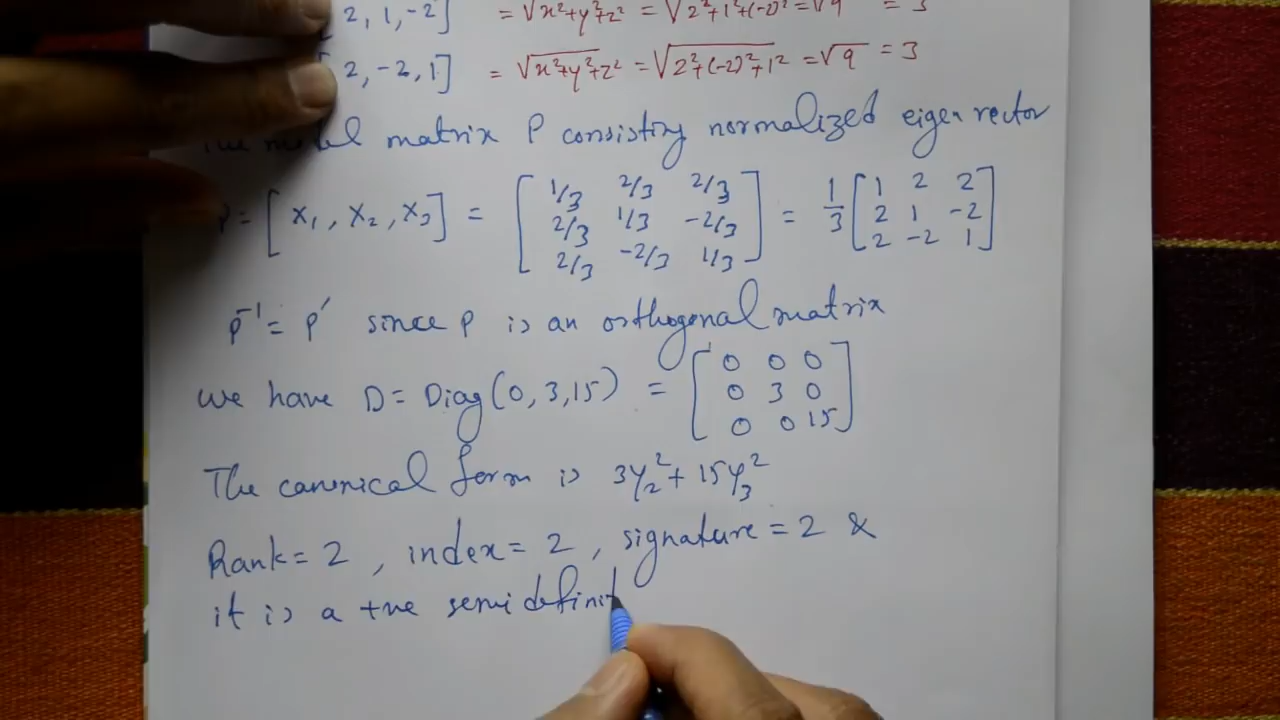 2, 1, -2] = √x²+y²+z² = √2²+1²+(-2)² = √9 = 3
2, -2, 1] = √x²+y²+z² = √2²+(-2)²+1² = √9 = 3
matrix P consisting normalized eigen vector
P = [x₁, x₂, x₃] = [1/3 2/3 2/3 = 1/3 [1 2 2
2/3 1/3 -2/3 2 1 -2
2/3 -2/3 1/3] 2 -2 1]
P⁻¹ = P′ since P is an orthogonal matrix
we have D = Diag(0, 3, 15) = [0 0 0
0 3 0
0 0 15]
The canonical form is 3y₂² + 15y₃²
Rank = 2, index = 2, signature = 2 &
it is a +ve semi definit